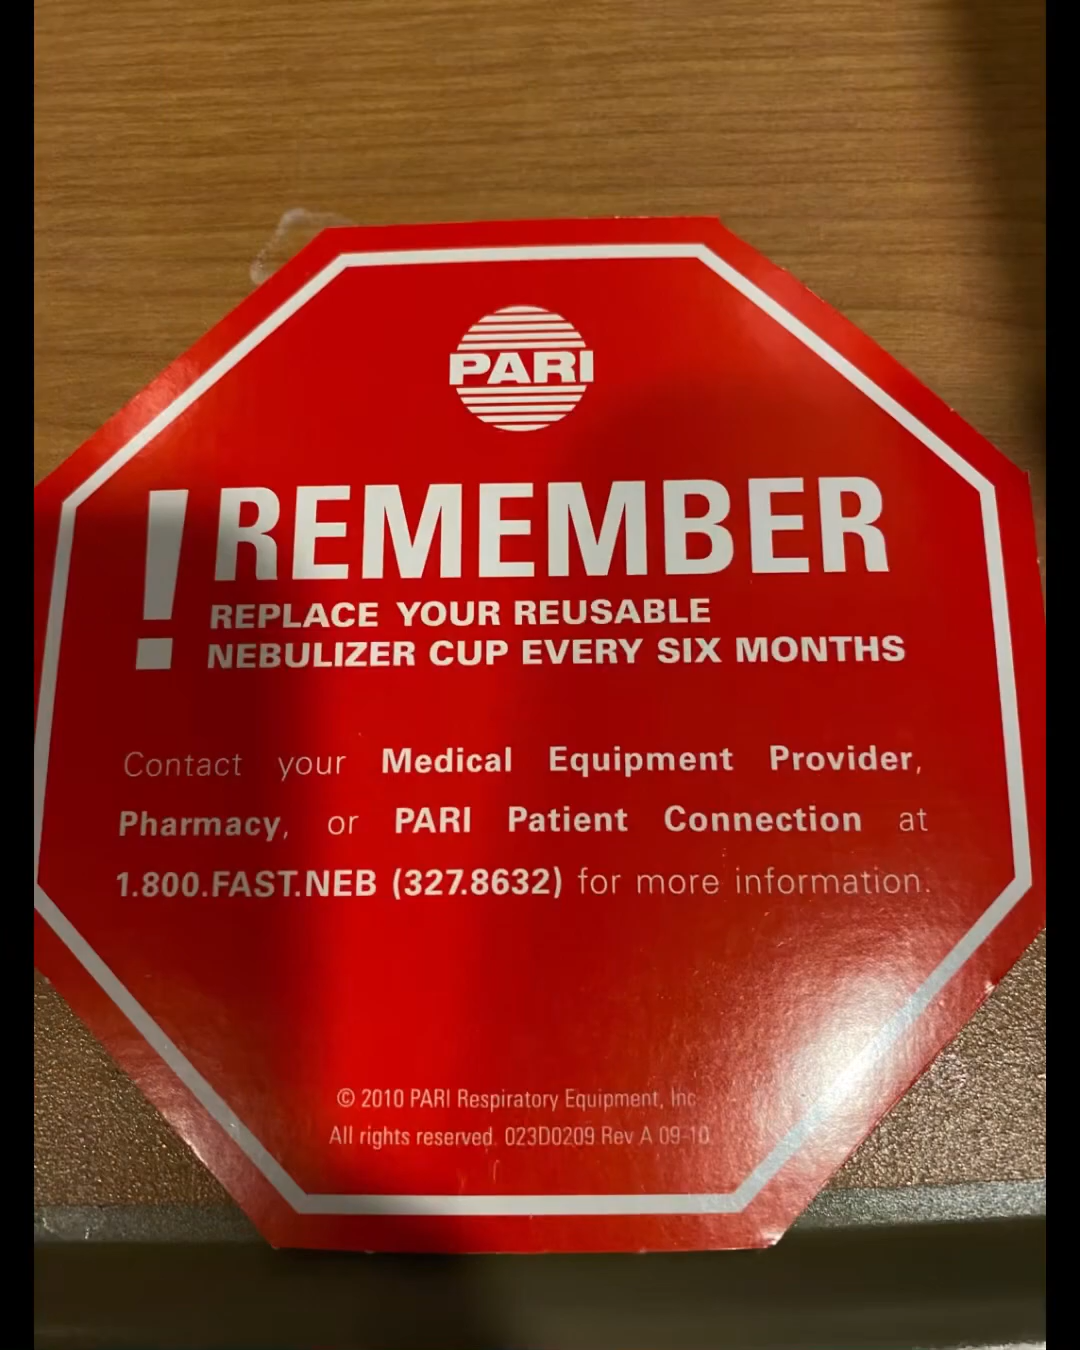 PARI
! REMEMBER
REPLACE YOUR REUSABLE
NEBULIZER CUP EVERY SIX MONTHS
Contact your Medical Equipment Provider,
Pharmacy, or PARI Patient Connection at
1.800.FAST.NEB (327.8632) for more information.
© 2010 PARI Respiratory Equipment, Inc
All rights reserved. 023D0209 Rev A 09-10